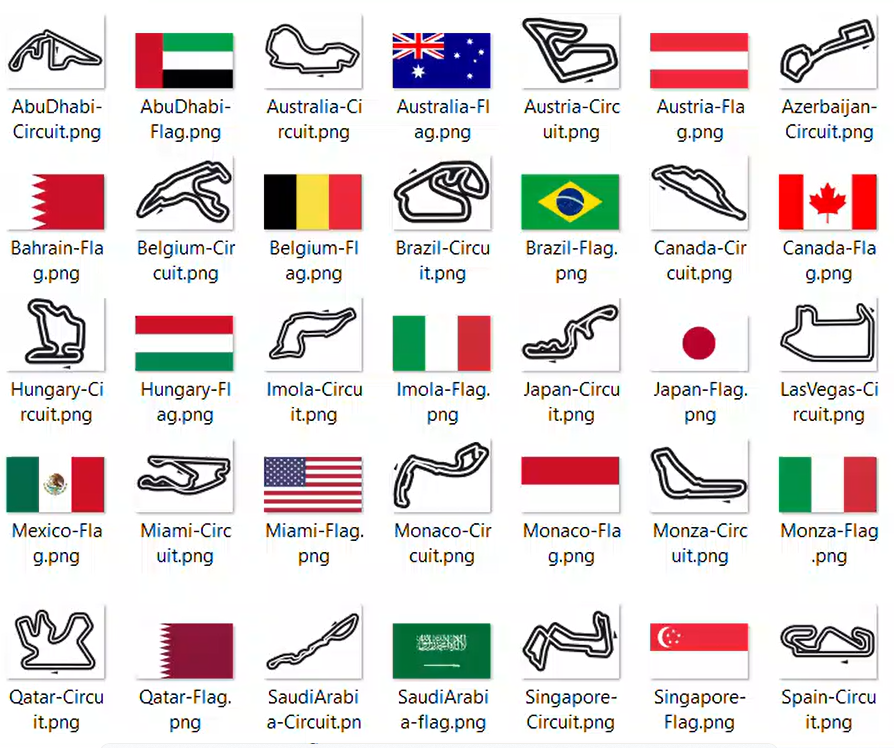 AbuDhabi-
Circuit.png
AbuDhabi-
Flag.png
Australia-Ci
rcuit.png
Australia-Fl
ag.png
Austria-Circ
uit.png
Austria-Fla
g.png
Azerbaijan-
Circuit.png
Bahrain-Fla
g.png
Belgium-Cir
cuit.png
Belgium-Fl
ag.png
Brazil-Circu
it.png
Brazil-Flag.
png
Canada-Cir
cuit.png
Canada-Fla
g.png
Hungary-Ci
rcuit.png
Hungary-Fl
ag.png
Imola-Circu
it.png
Imola-Flag.
png
Japan-Circu
it.png
Japan-Flag.
png
LasVegas-Ci
rcuit.png
Mexico-Fla
g.png
Miami-Circ
uit.png
Miami-Flag.
png
Monaco-Cir
cuit.png
Monaco-Fla
g.png
Monza-Circ
uit.png
Monza-Flag
.png
Qatar-Circu
it.png
Qatar-Flag.
png
SaudiArabi
a-Circuit.pn
SaudiArabi
a-flag.png
Singapore-
Circuit.png
Singapore-
Flag.png
Spain-Circu
it.png